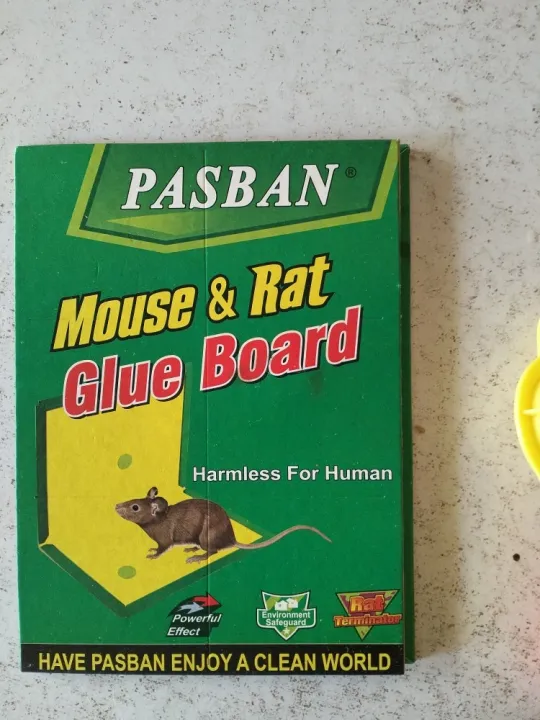 PASBAN®
Mouse & Rat
Glue Board
Harmless For Human
Powerful
Effect
Environment
Safeguard
Rat
Terminator
HAVE PASBAN ENJOY A CLEAN WORLD